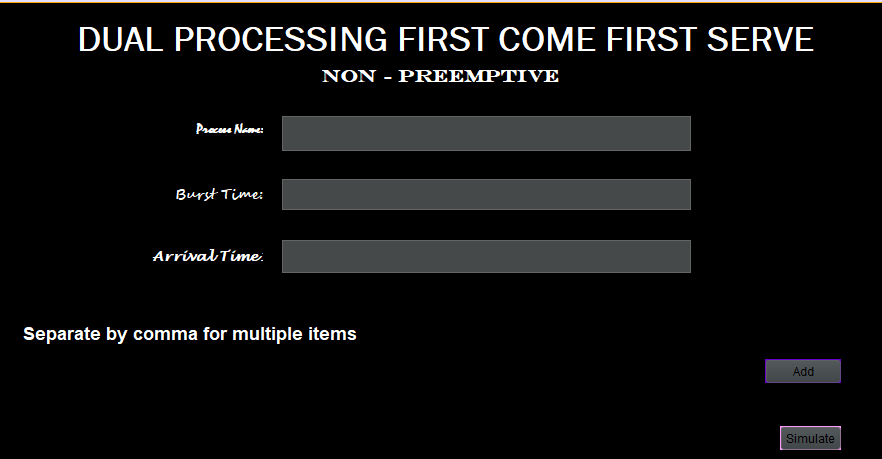 DUAL PROCESSING FIRST COME FIRST SERVE
NON - PREEMPTIVE
Process Name:
Burst Time:
Arrival Time:
Separate by comma for multiple items
Add
Simulate